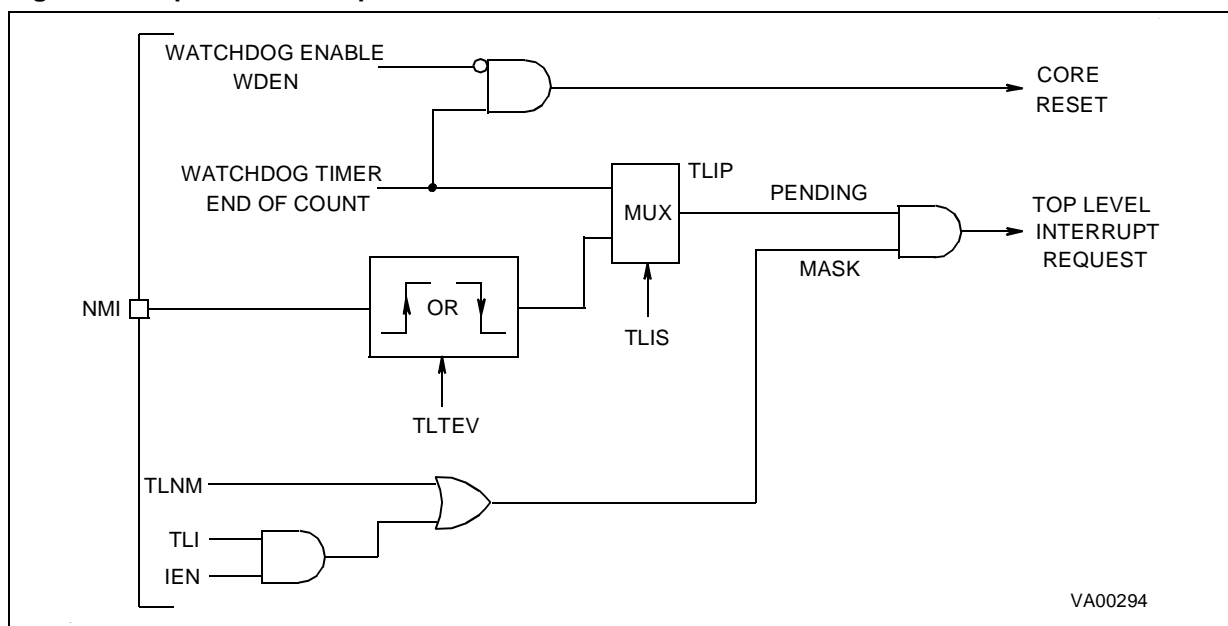 WATCHDOG ENABLE
WDEN
CORE
RESET
WATCHDOG TIMER
END OF COUNT
TLIP
MUX
PENDING
MASK
TOP LEVEL
INTERRUPT
REQUEST
NMI
OR
TLIS
TLTEV
TLNM
TLI
IEN
VA00294